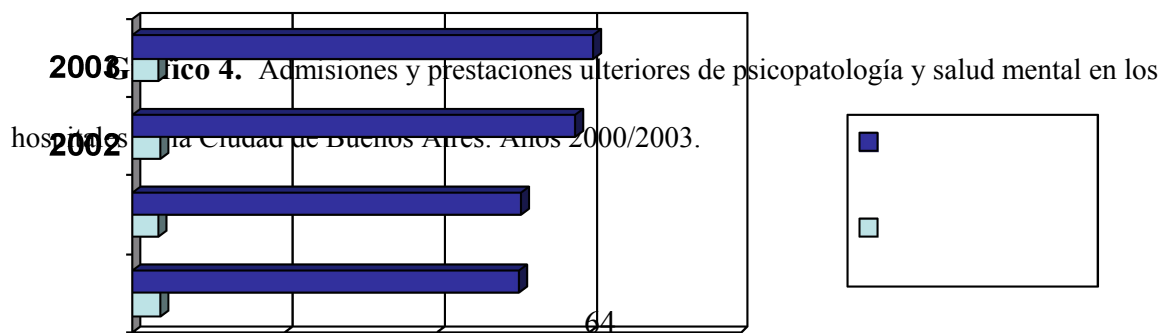 2003
Gráfico 4. Admisiones y prestaciones ulteriores de psicopatología y salud mental en los
hospitales la Ciudad de Buenos Aires. Años 2000/2003.
2002
64